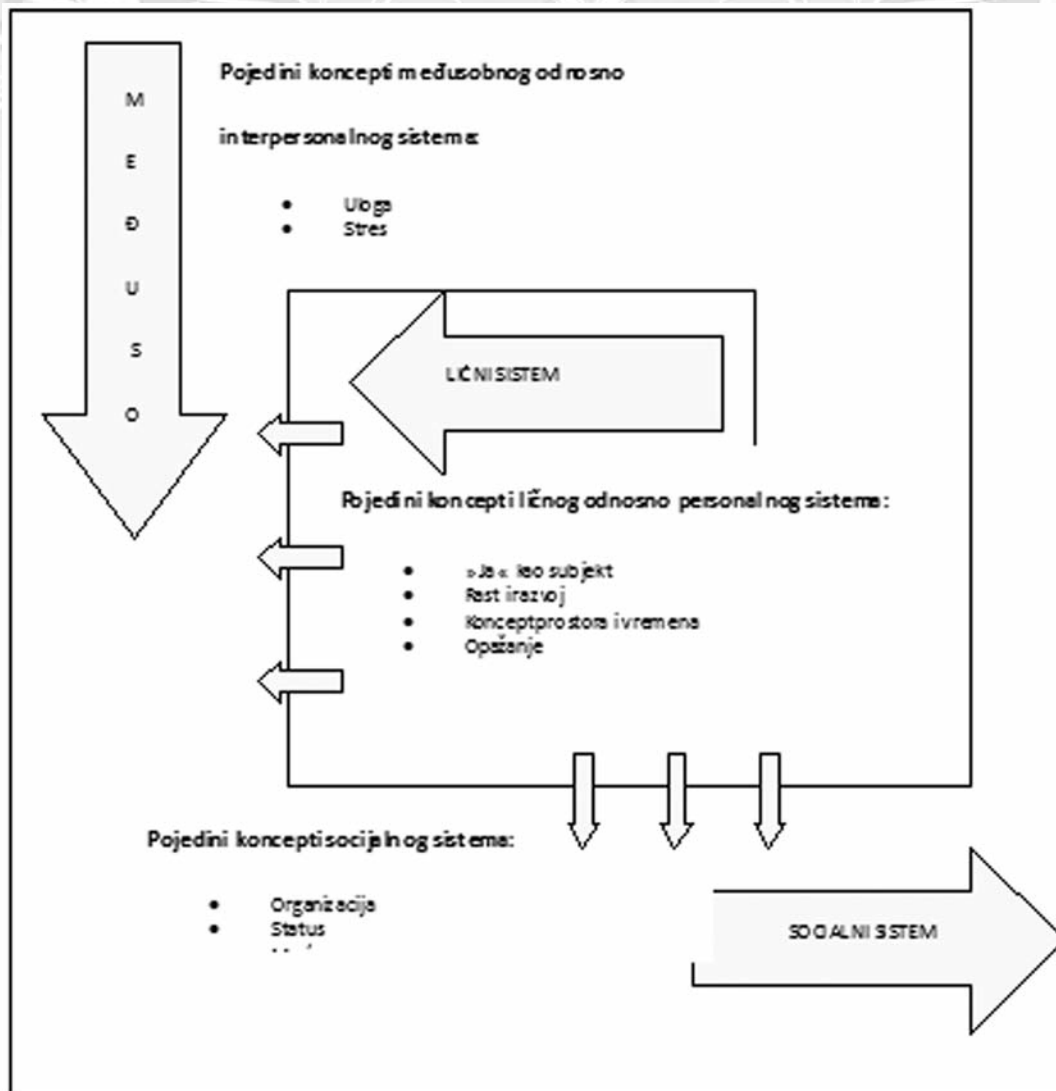 M
E
Đ
U
S
O
Pojedini koncepti međusobnog odnosno
interpersonalnog sistema:
• Uloga
• Stres
LIČNI SISTEM
Pojedini koncepti ličnog odnosno personalnog sistema:
• »Ja« kao subjekt
• Rast i razvoj
• Koncept prostora i vremena
• Opažanje
Pojedini koncepti socijalnog sistema:
• Organizacija
• Status
SOCIALNI SISTEM